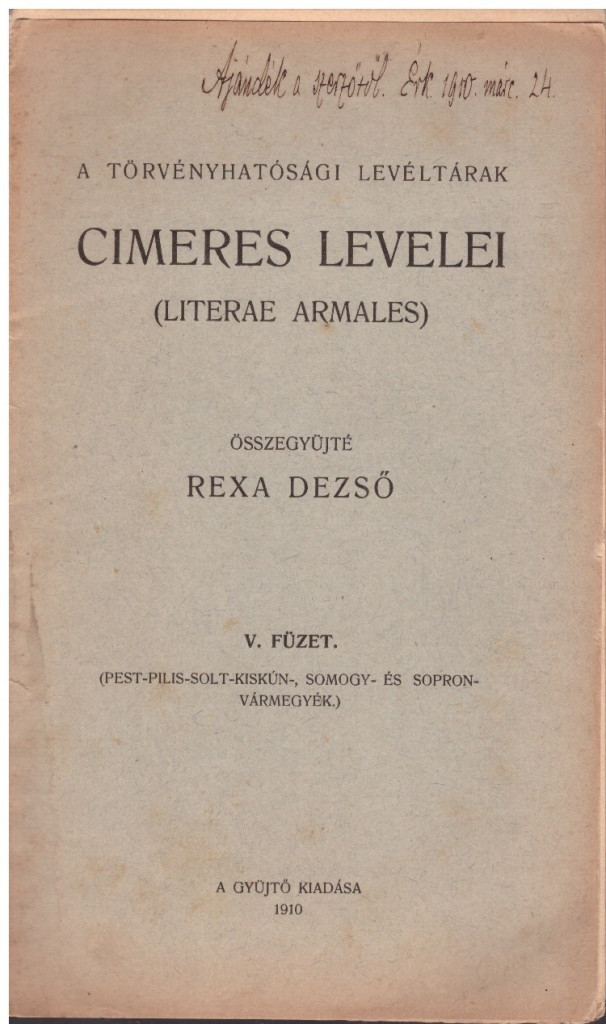 Ajándék a szerzőtől. Érk. 1910. márc. 24.
A TÖRVÉNYHATÓSÁGI LEVÉLTÁRAK
CIMERES LEVELEI
(LITERAE ARMALES)
ÖSSZEGYÜJTÉ
REXA DEZSŐ
V. FÜZET.
(PEST-PILIS-SOLT-KISKÚN-, SOMOGY- ÉS SOPRON-
VÁRMEGYÉK.)
A GYÜJTŐ KIADÁSA
1910